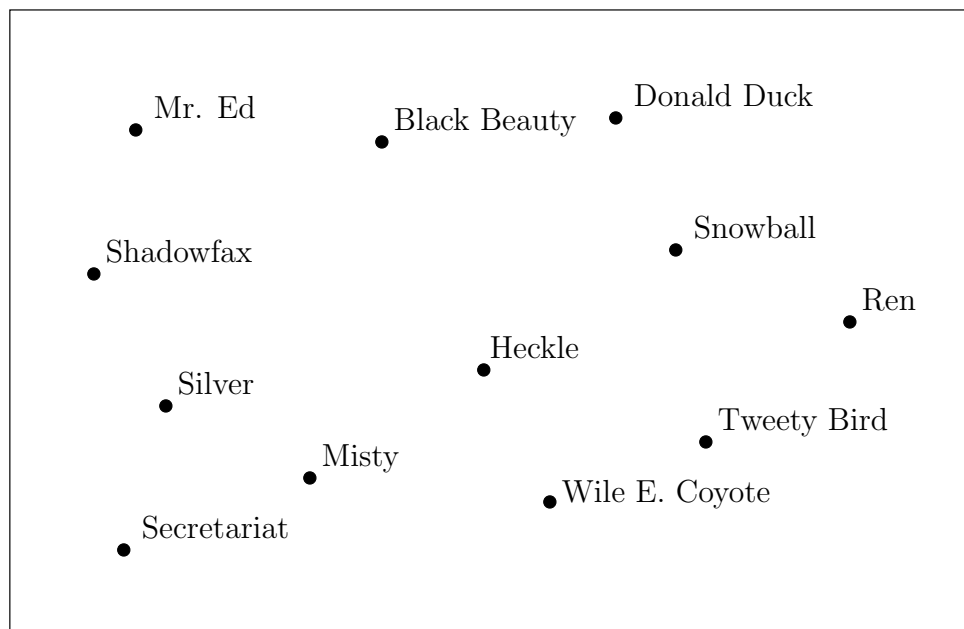 Donald Duck
Mr. Ed
Black Beauty
Snowball
Shadowfax
Ren
Heckle
Silver
Tweety Bird
Misty
Wile E. Coyote
Secretariat